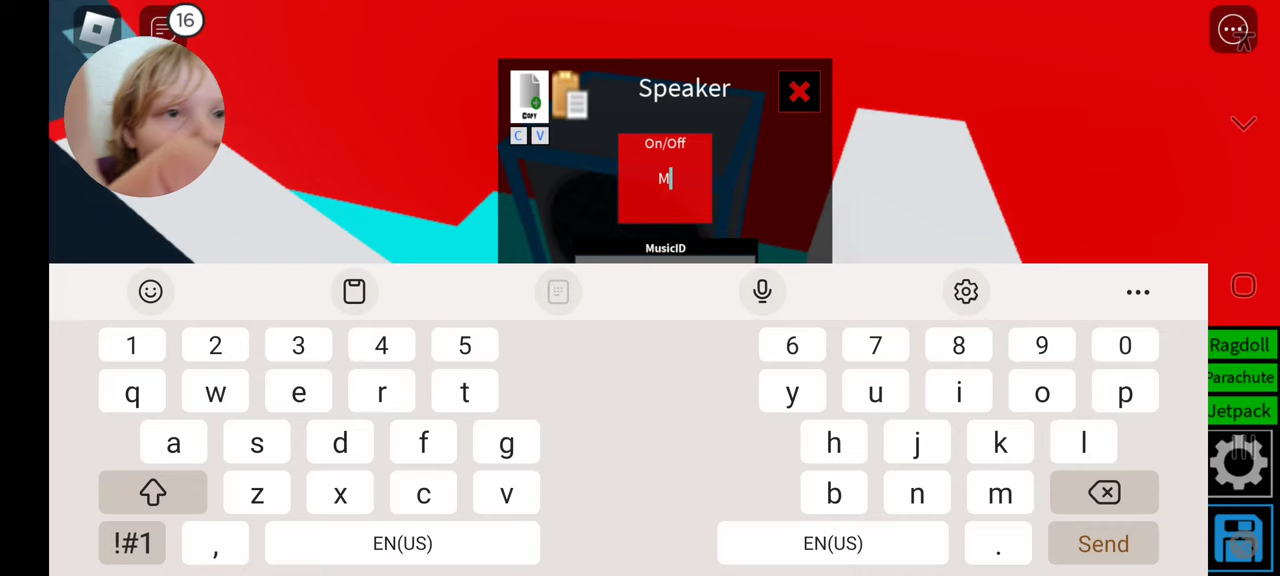 16
Speaker
COPY
C V
On/Off
M
MusicID
1 2 3 4 5 6 7 8 9 0
q w e r t y u i o p
a s d f g h j k l
z x c v b n m
!#1 , EN(US) EN(US) . Send
Ragdoll
Parachute
Jetpack